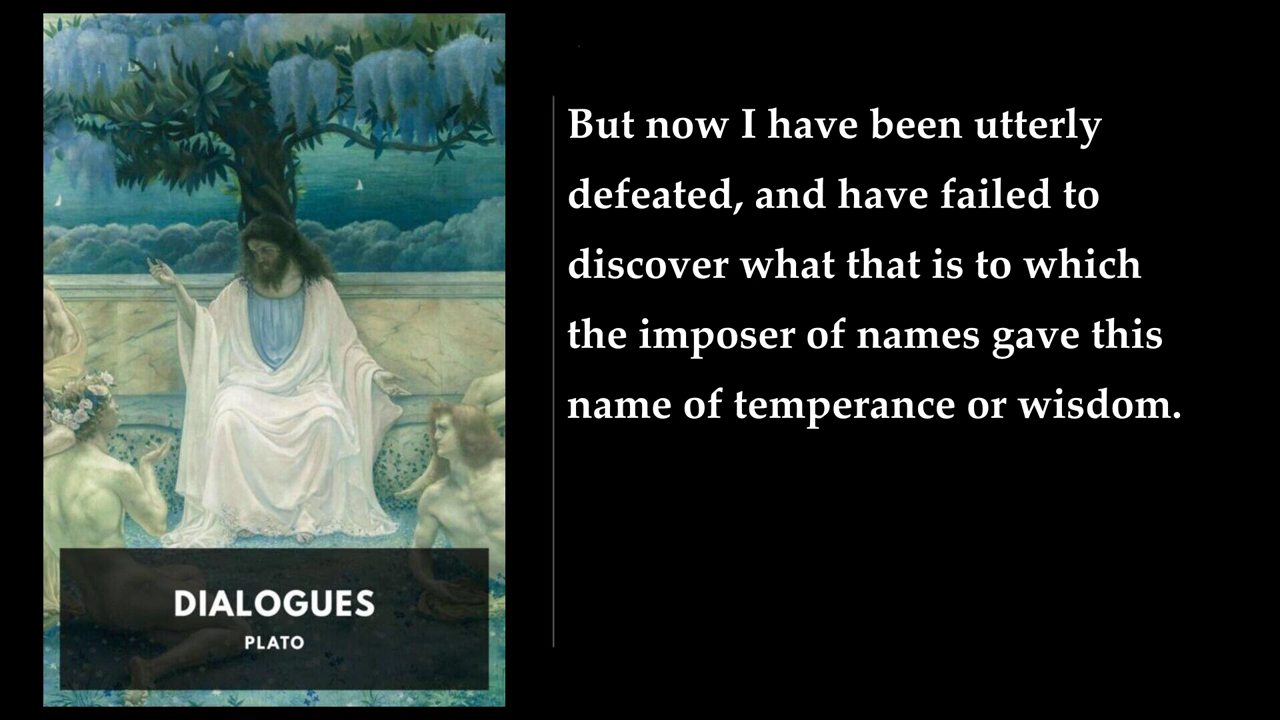 But now I have been utterly
defeated, and have failed to
discover what that is to which
the imposer of names gave this
name of temperance or wisdom.
DIALOGUES
PLATO